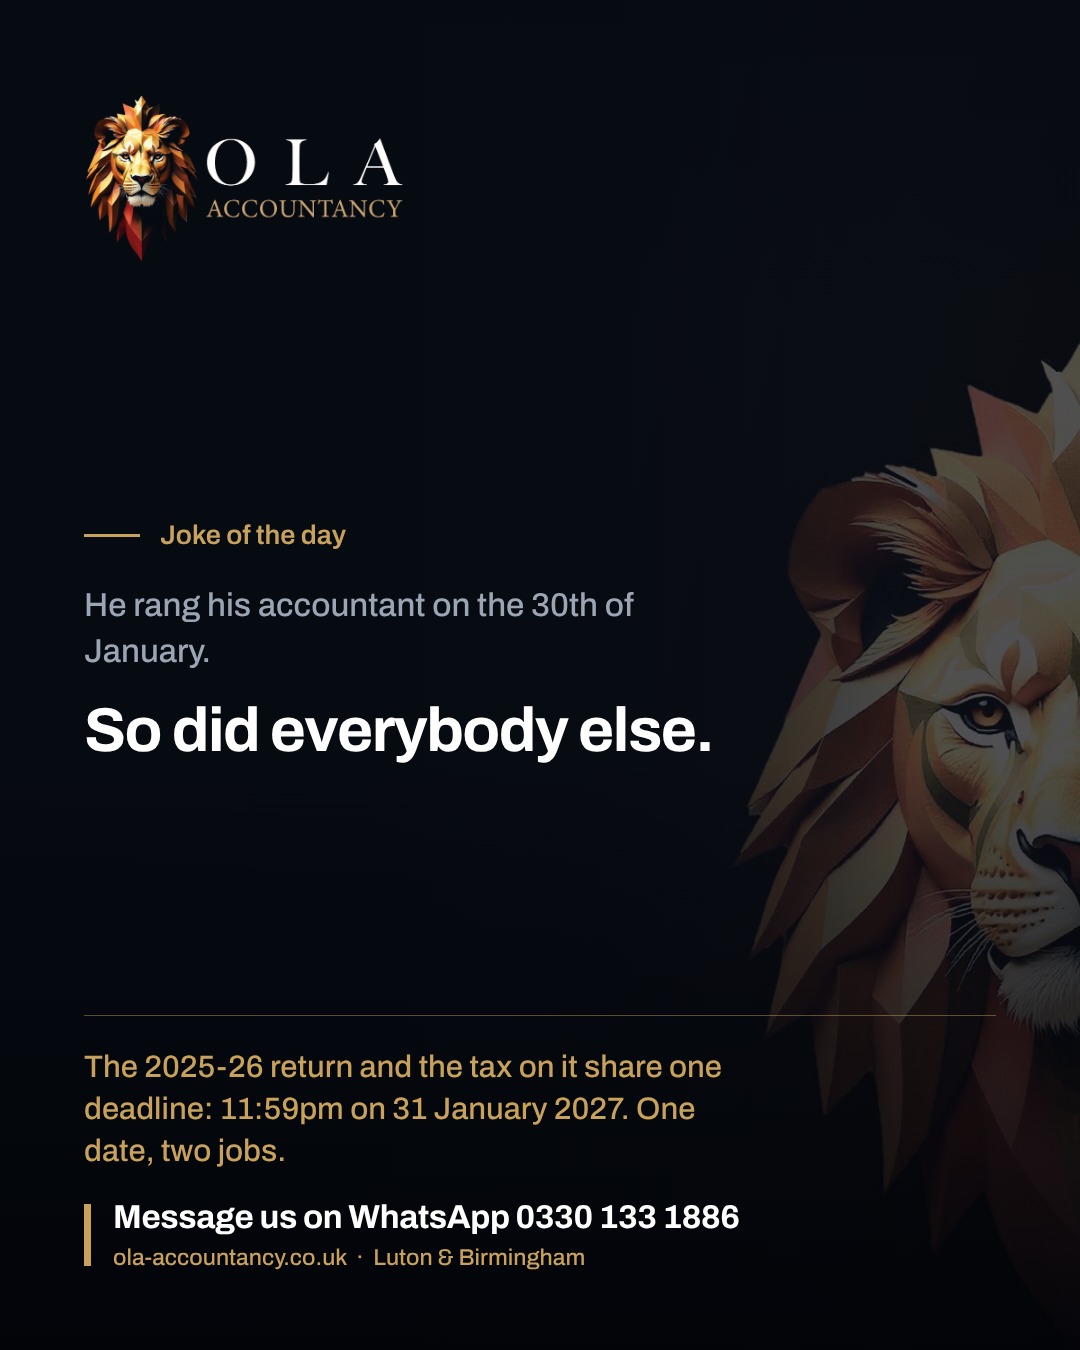 OLA
ACCOUNTANCY
Joke of the day
He rang his accountant on the 30th of
January.
So did everybody else.
The 2025-26 return and the tax on it share one
deadline: 11:59pm on 31 January 2027. One
date, two jobs.
Message us on WhatsApp 0330 133 1886
ola-accountancy.co.uk · Luton & Birmingham